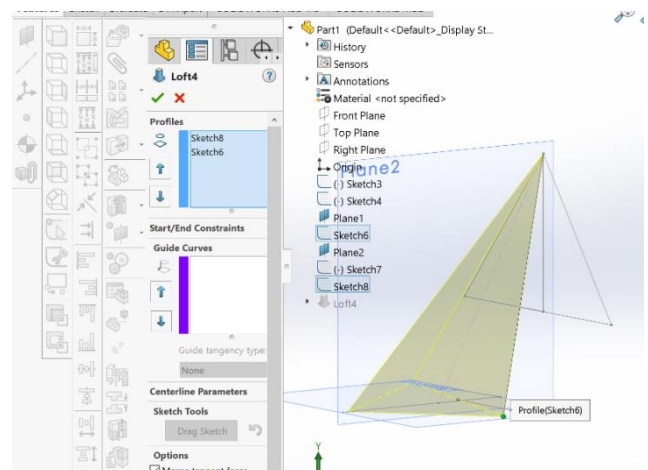 Loft4
Profiles
Sketch8
Sketch6
Start/End Constraints
Guide Curves
Guide tangency type:
None
Centerline Parameters
Sketch Tools
Drag Sketch
Options
Part1 (Default<<Default>_Display St...
History
Sensors
Annotations
Material <not specified>
Front Plane
Top Plane
Right Plane
Origin
Plane2
(-) Sketch3
(-) Sketch4
Plane1
Sketch6
Plane2
(-) Sketch7
Sketch8
Loft4
Profile(Sketch6)
Y